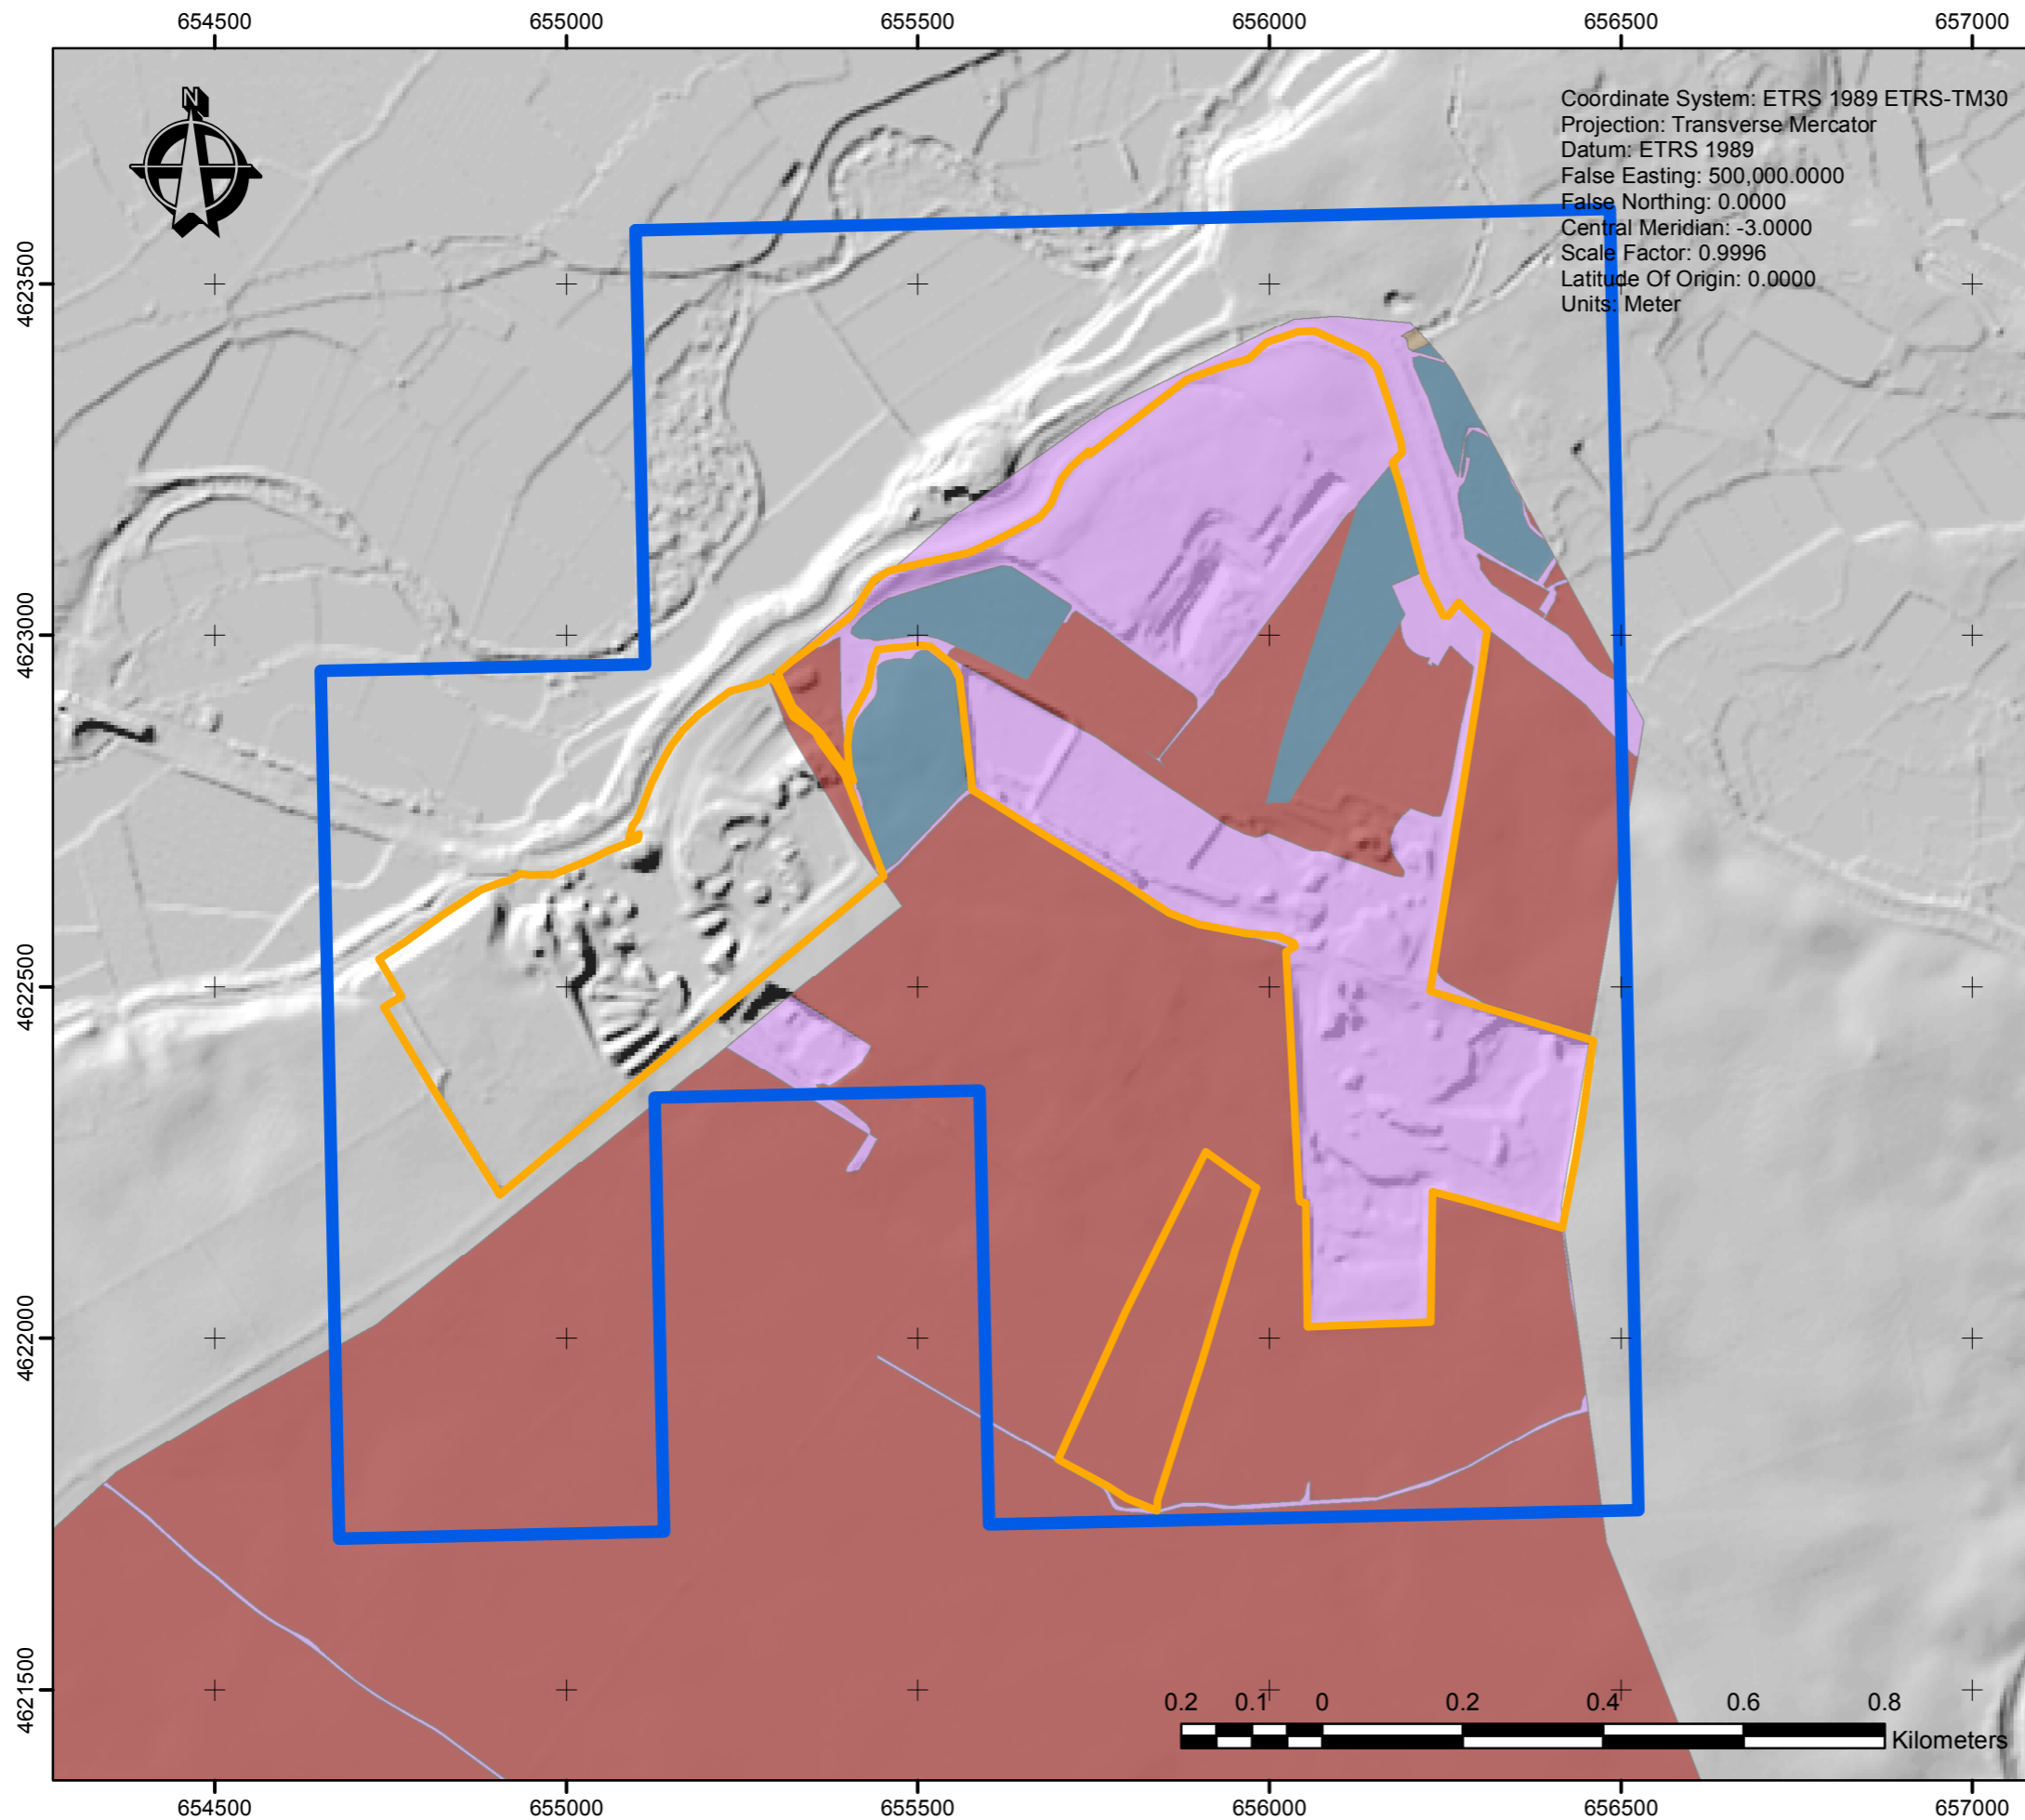 654500 655000 655500 656000 656500 657000
N
Coordinate System: ETRS 1989 ETRS-TM30
Projection: Transverse Mercator
Datum: ETRS 1989
False Easting: 500,000.0000
False Northing: 0.0000
Central Meridian: -3.0000
Scale Factor: 0.9996
Latitude Of Origin: 0.0000
Units: Meter
4623500
4623000
4622500
4622000
4621500
0.2 0.1 0 0.2 0.4 0.6 0.8
Kilometers
654500 655000 655500 656000 656500 657000